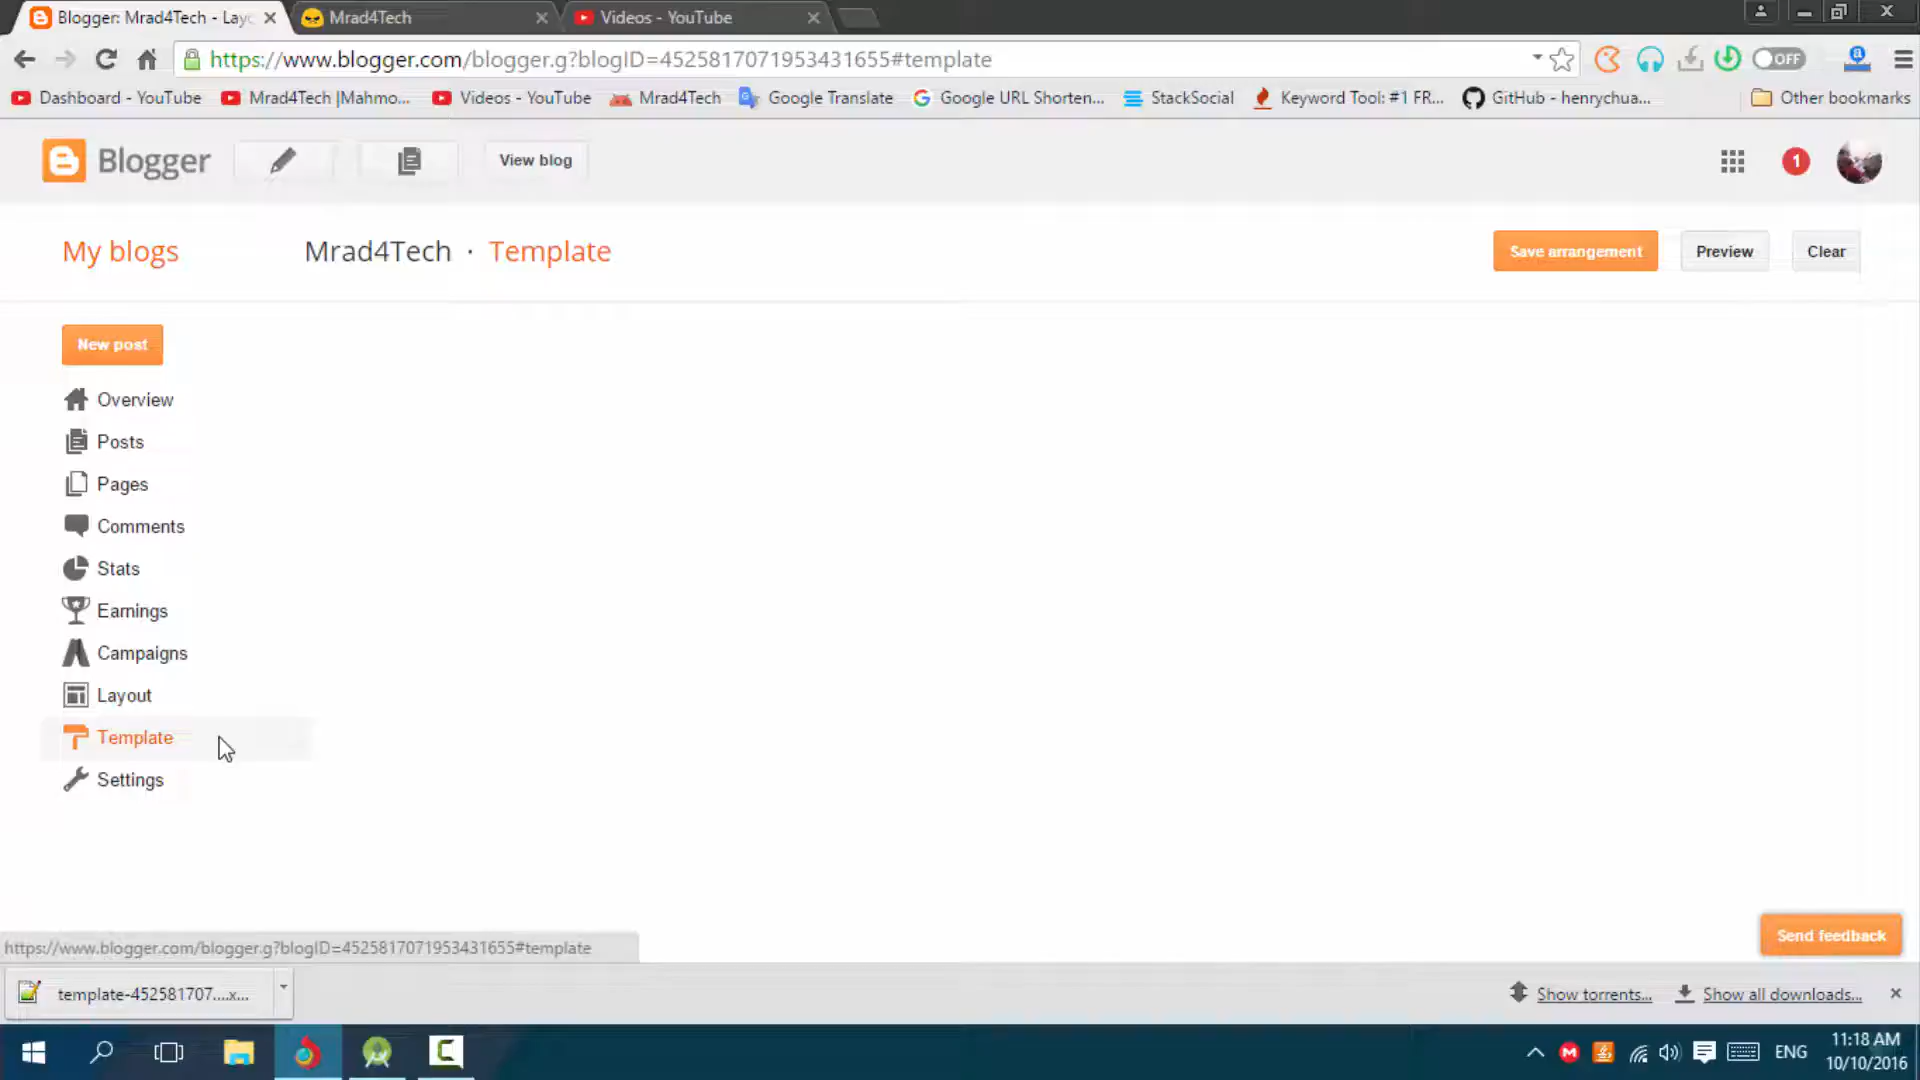 Blogger: Mrad4Tech - Layo
Mrad4Tech
Videos - YouTube
https://www.blogger.com/blogger.g?blogID=4525817071953431655#template
OFF
Dashboard - YouTube
Mrad4Tech |Mahmo...
Videos - YouTube
Mrad4Tech
Google Translate
Google URL Shorten...
StackSocial
Keyword Tool: #1 FR...
GitHub - henrychua...
Other bookmarks
Blogger
View blog
1
My blogs
Mrad4Tech · Template
Save arrangement
Preview
Clear
New post
Overview
Posts
Pages
Comments
Stats
Earnings
Campaigns
Layout
Template
Settings
Send feedback
https://www.blogger.com/blogger.g?blogID=4525817071953431655#template
template-452581707....x...
Show torrents...
Show all downloads...
ENG
11:18 AM
10/10/2016